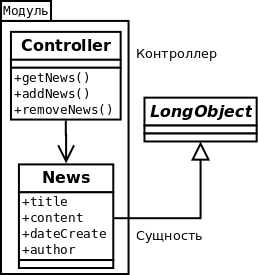 Модуль
Controller
+getNews()
+addNews()
+removeNews()
Контроллер
LongObject
News
+title
+content
+dateCreate
+author
Сущность